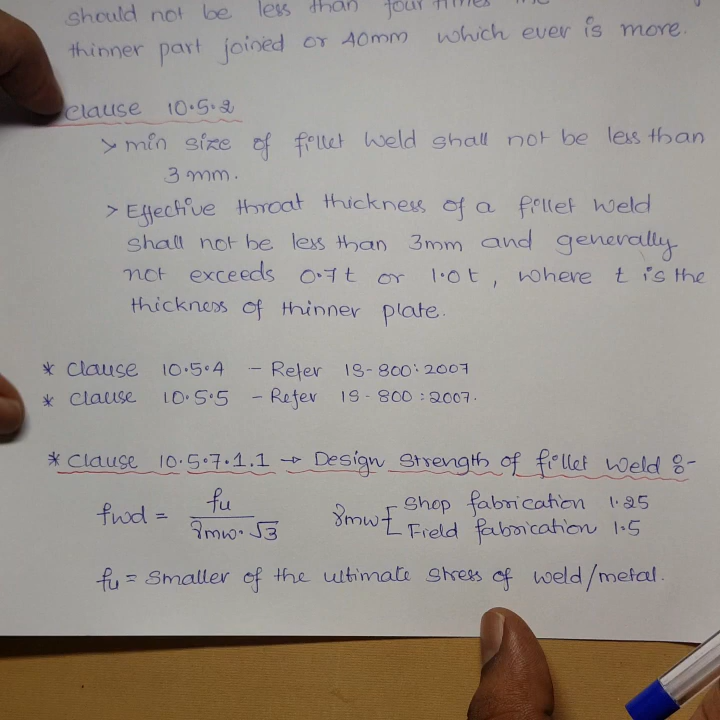 should not be less than four times the
thinner part joined or 40mm which ever is more.
Clause 10.5.2
> min size of fillet weld shall not be less than
3mm.
> Effective throat thickness of a fillet weld
shall not be less than 3mm and generally
not exceeds 0.7t or 1.0t, where t is the
thickness of thinner plate.
* Clause 10.5.4 - Refer IS-800:2007
* Clause 10.5.5 - Refer IS-800:2007.
* Clause 10.5.7.1.1 → Design strength of fillet weld :-
fwd = fu / γmw·√3
γmw [ Shop fabrication 1.25
Field fabrication 1.5
fu = smaller of the ultimate stress of weld/metal.